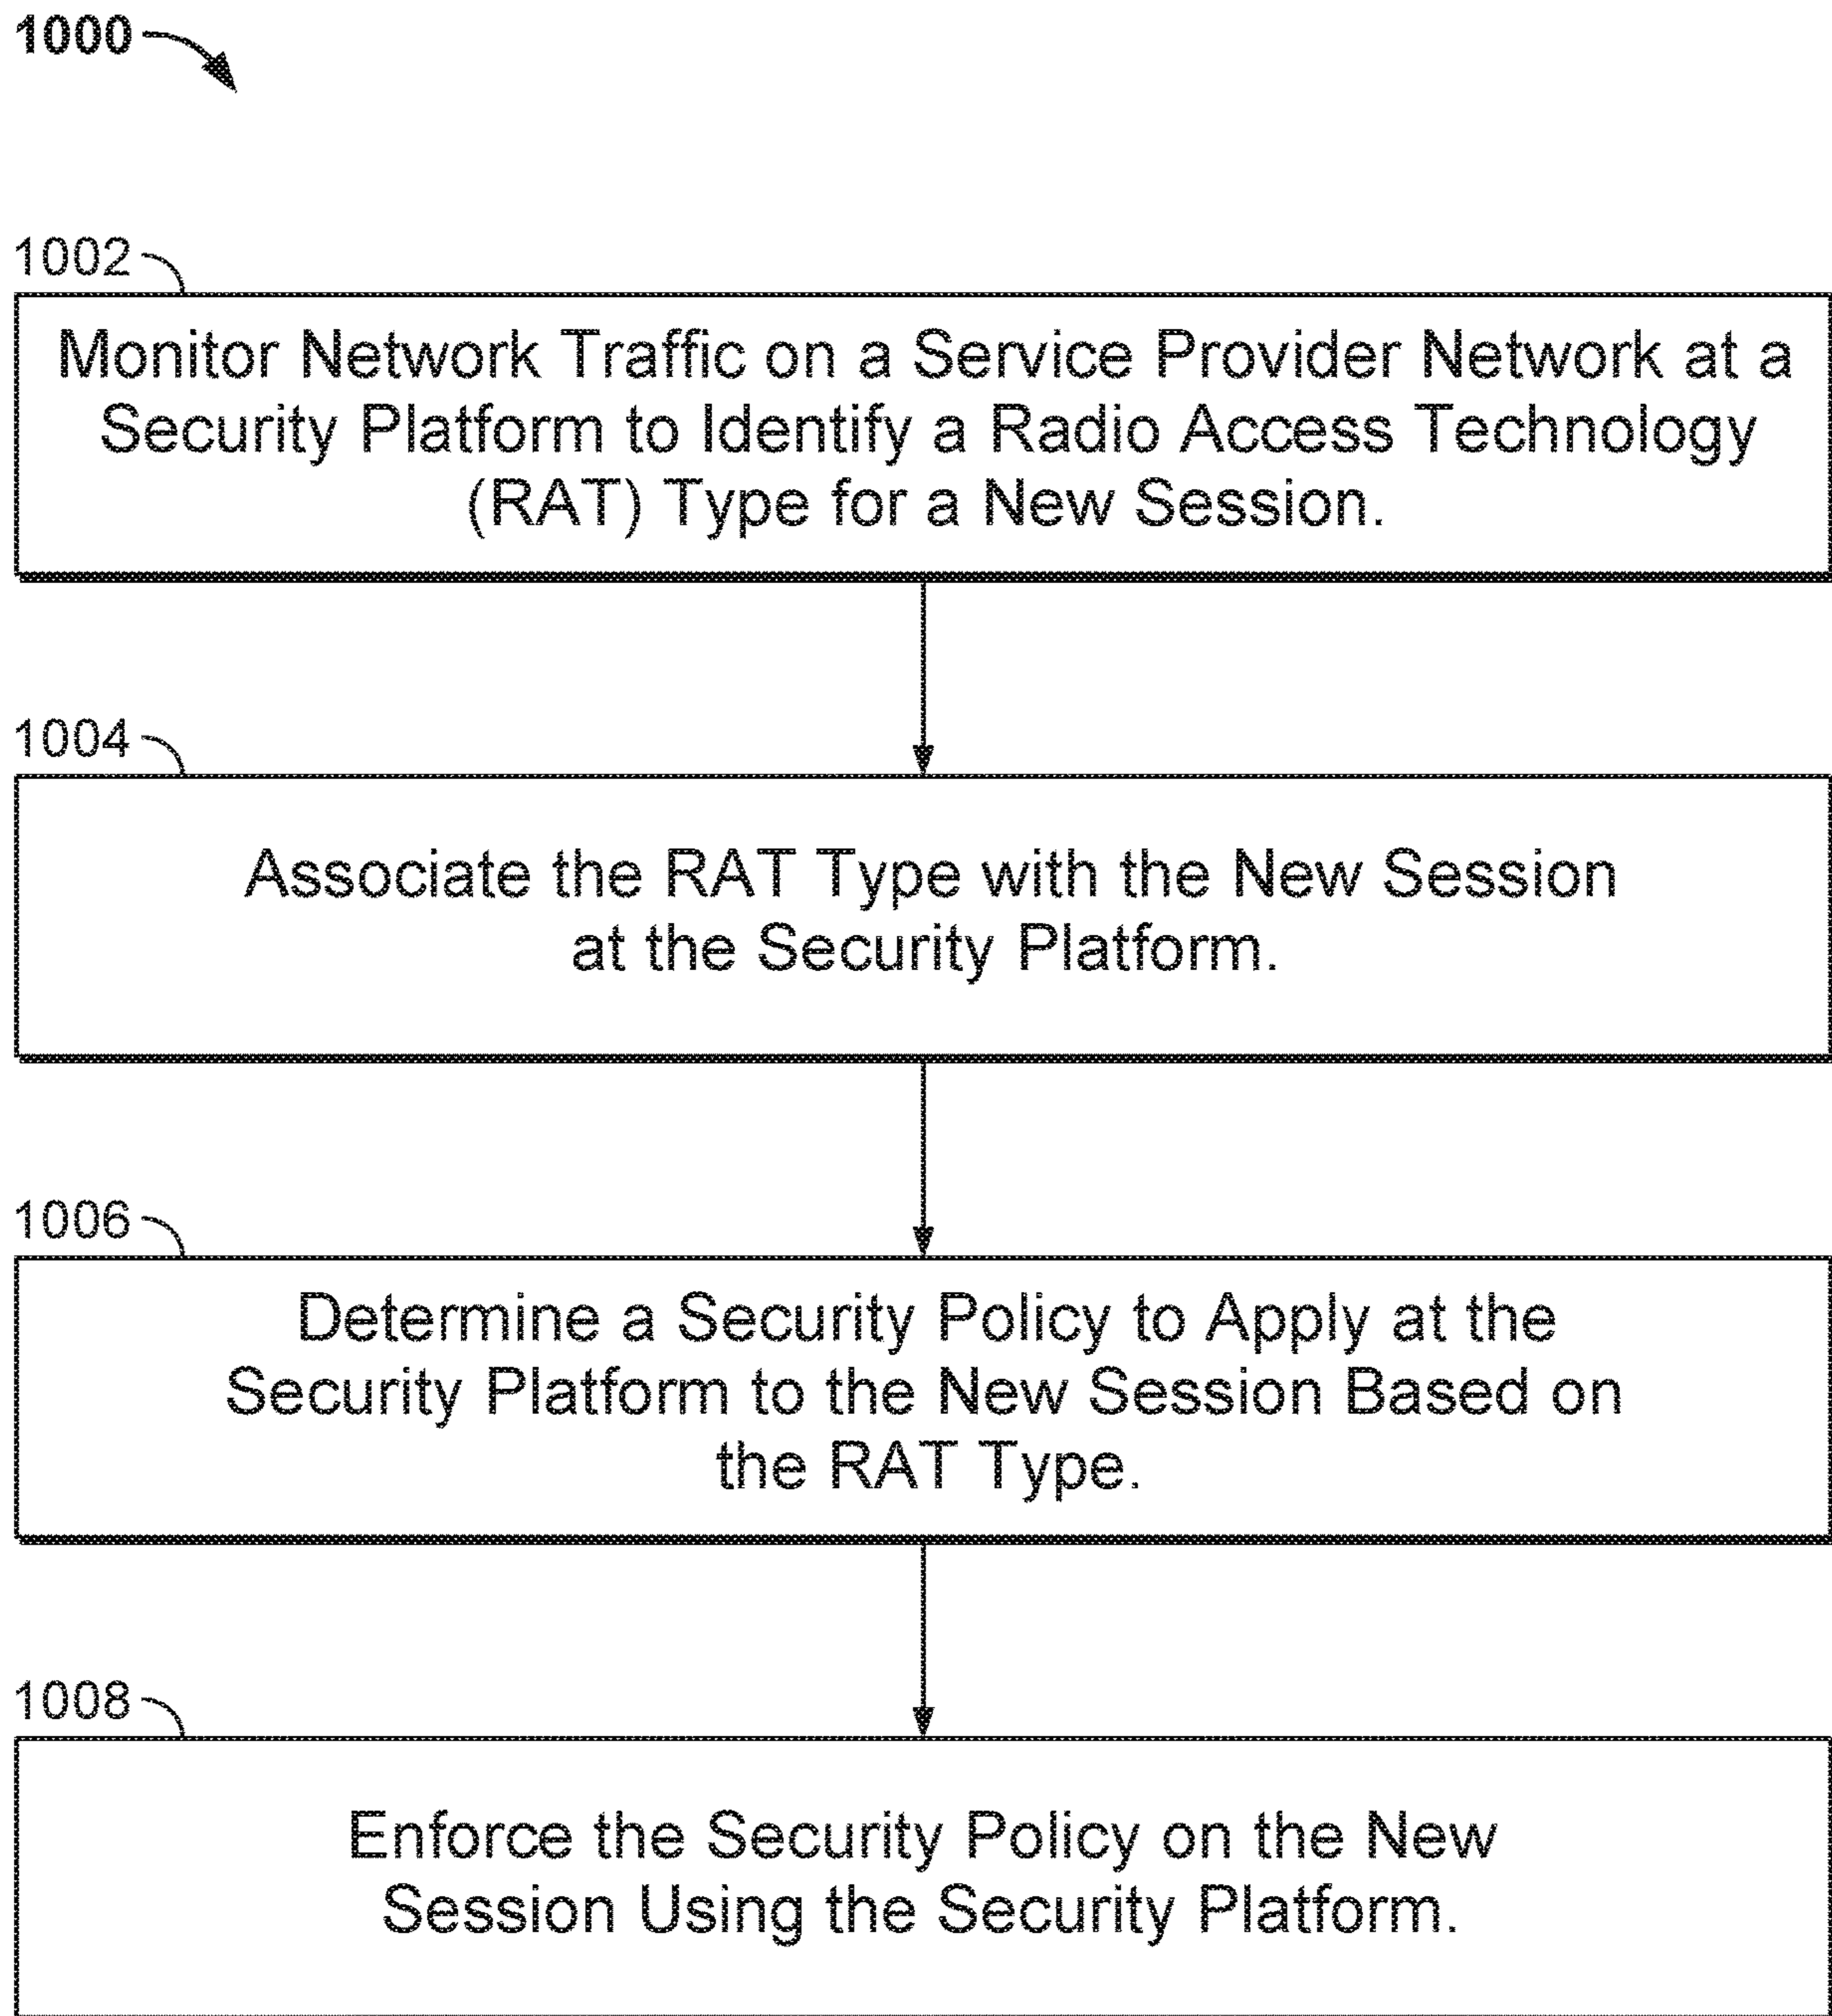 1000
1002
Monitor Network Traffic on a Service Provider Network at a
Security Platform to Identify a Radio Access Technology
(RAT) Type for a New Session.
1004
Associate the RAT Type with the New Session
at the Security Platform.
1006
Determine a Security Policy to Apply at the
Security Platform to the New Session Based on
the RAT Type.
1008
Enforce the Security Policy on the New
Session Using the Security Platform.